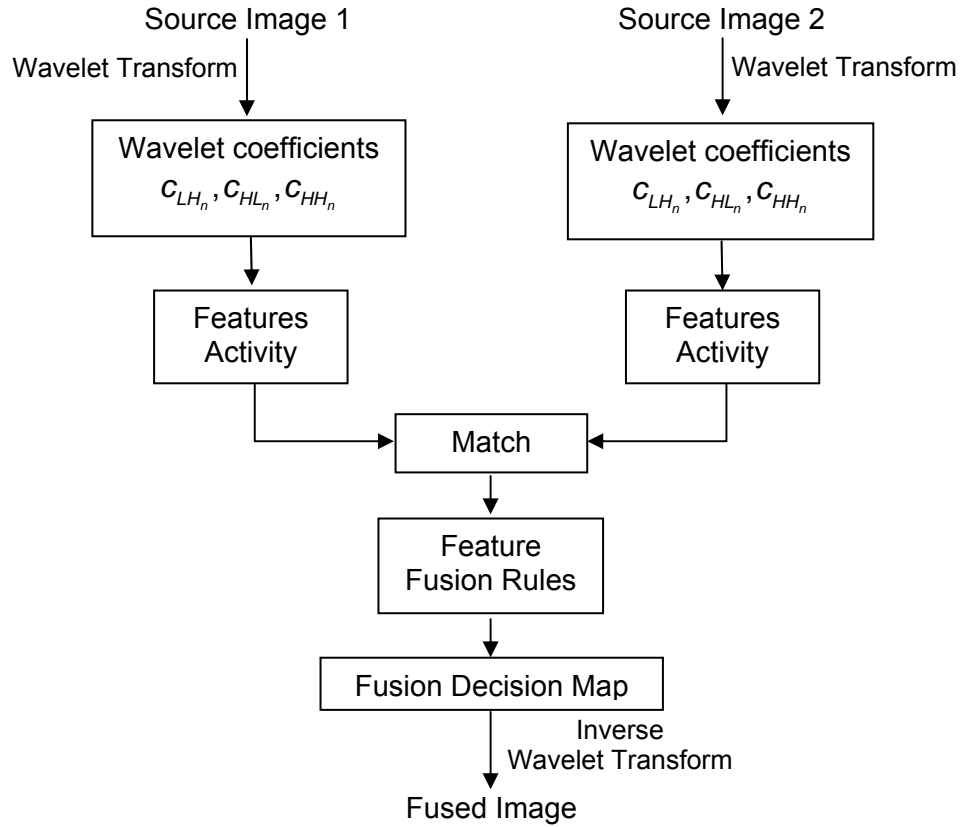 Source Image 1
Source Image 2
Wavelet Transform
Wavelet Transform
Wavelet coefficients
c_{LH_n}, c_{HL_n}, c_{HH_n}
Wavelet coefficients
c_{LH_n}, c_{HL_n}, c_{HH_n}
Features
Activity
Features
Activity
Match
Feature
Fusion Rules
Fusion Decision Map
Inverse
Wavelet Transform
Fused Image